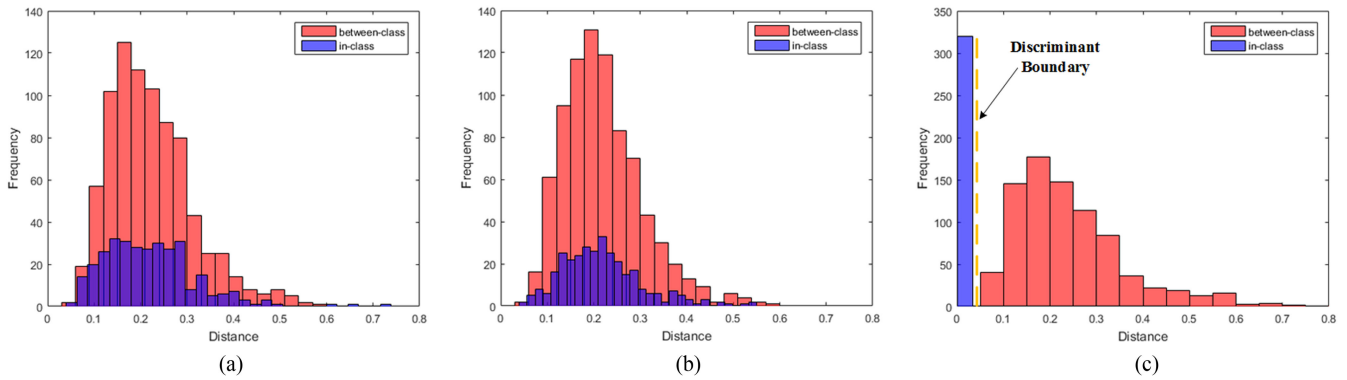 140
120
100
80
60
40
20
0
Frequency
0 0.1 0.2 0.3 0.4 0.5 0.6 0.7 0.8
Distance
between-class
in-class
(a)
140
120
100
80
60
40
20
0
Frequency
0 0.1 0.2 0.3 0.4 0.5 0.6 0.7 0.8
Distance
between-class
in-class
(b)
350
300
250
200
150
100
50
0
Frequency
0 0.1 0.2 0.3 0.4 0.5 0.6 0.7 0.8
Distance
between-class
in-class
Discriminant
Boundary
(c)